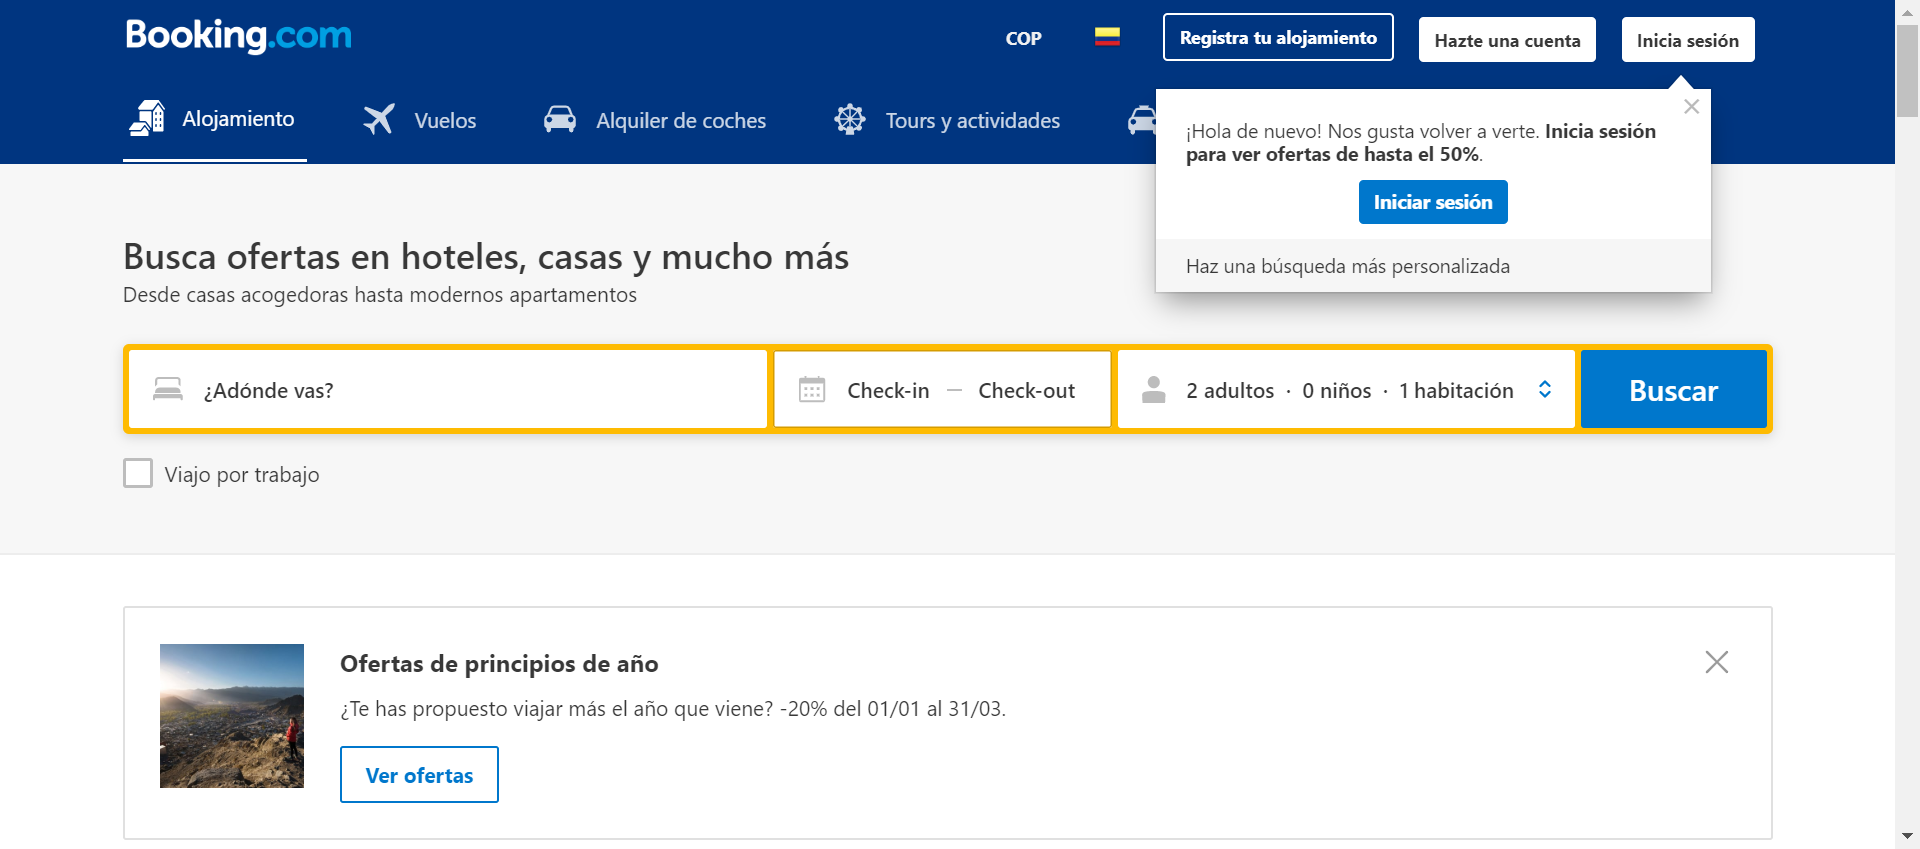 Booking.com
COP
Registra tu alojamiento
Hazte una cuenta
Inicia sesión
Alojamiento
Vuelos
Alquiler de coches
Tours y actividades
¡Hola de nuevo! Nos gusta volver a verte. Inicia sesión
para ver ofertas de hasta el 50%.
Iniciar sesión
Haz una búsqueda más personalizada
Busca ofertas en hoteles, casas y mucho más
Desde casas acogedoras hasta modernos apartamentos
¿Adónde vas?
Check-in — Check-out
2 adultos · 0 niños · 1 habitación
Buscar
Viajo por trabajo
Ofertas de principios de año
¿Te has propuesto viajar más el año que viene? -20% del 01/01 al 31/03.
Ver ofertas